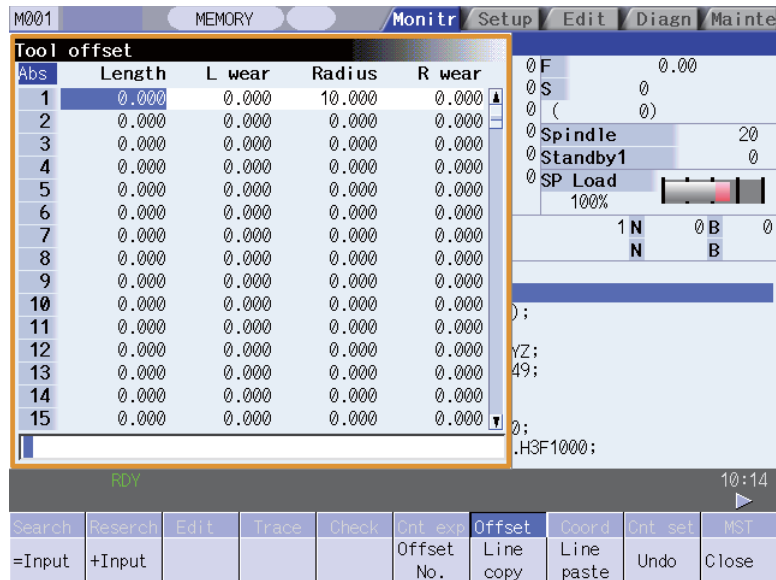 M001 MEMORY Monitr Setup Edit Diagn Mainte
Tool offset
Abs Length L wear Radius R wear
1 0.000 0.000 10.000 0.000
2 0.000 0.000 0.000 0.000
3 0.000 0.000 0.000 0.000
4 0.000 0.000 0.000 0.000
5 0.000 0.000 0.000 0.000
6 0.000 0.000 0.000 0.000
7 0.000 0.000 0.000 0.000
8 0.000 0.000 0.000 0.000
9 0.000 0.000 0.000 0.000
10 0.000 0.000 0.000 0.000
11 0.000 0.000 0.000 0.000
12 0.000 0.000 0.000 0.000
13 0.000 0.000 0.000 0.000
14 0.000 0.000 0.000 0.000
15 0.000 0.000 0.000 0.000
0 F 0.00
0 S 0
0 ( 0)
0 Spindle 20
0 Standby1 0
0 SP Load
100%
1 N 0 B 0
N B
);
YZ;
49;
0;
.H3F1000;
RDY 10:14
Search Reserch Edit Trace Check Cnt exp Offset Coord Cnt set MST
=Input +Input Offset No. Line copy Line paste Undo Close